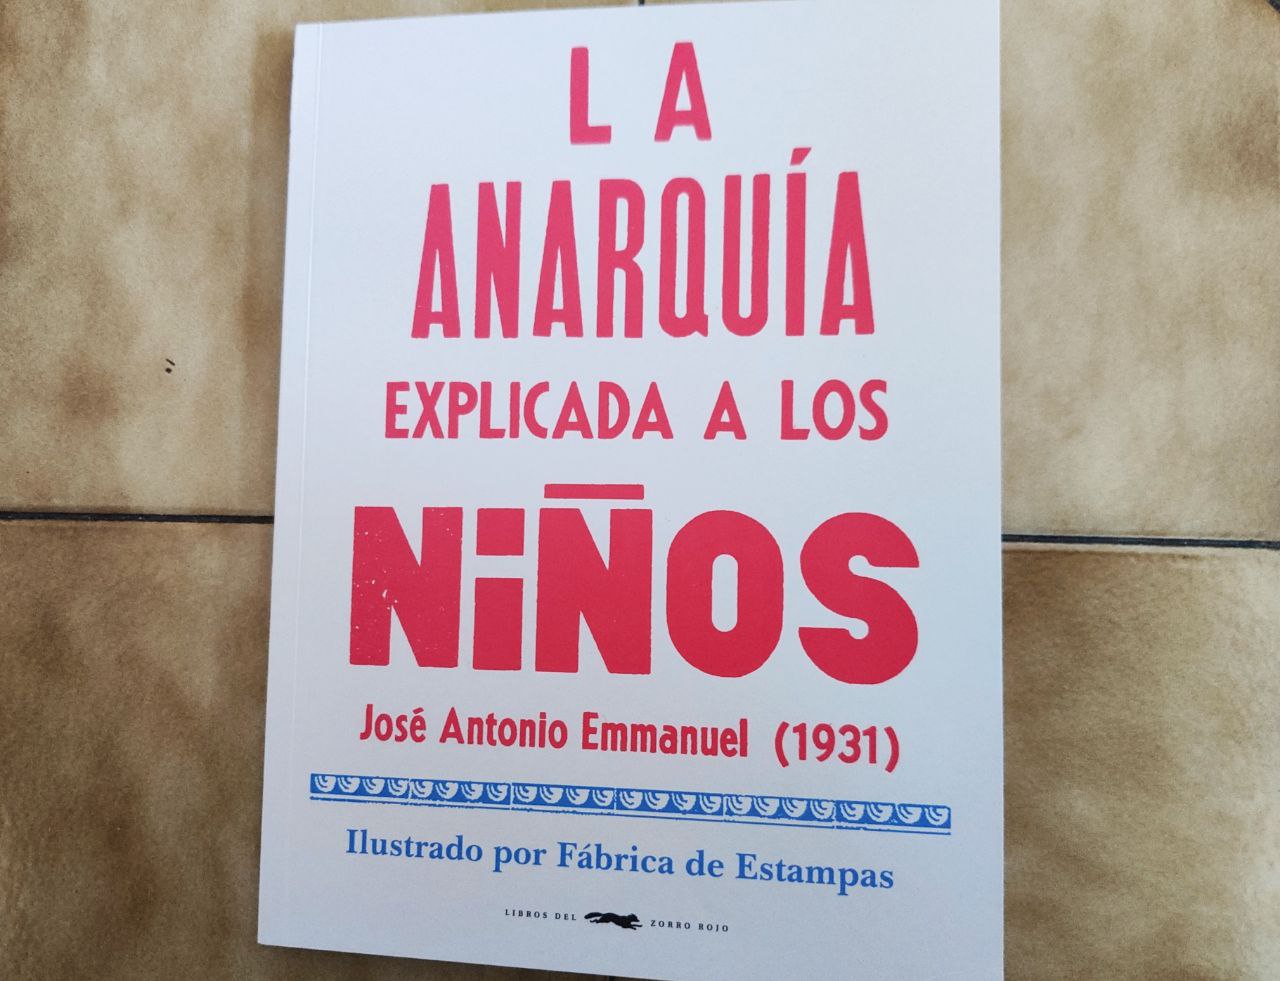 LA
ANARQUÍA
EXPLICADA A LOS
NiÑOS
José Antonio Emmanuel (1931)
Ilustrado por Fábrica de Estampas
LIBROS DEL ZORRO ROJO